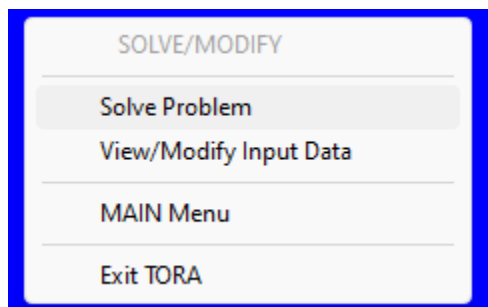 SOLVE/MODIFY
Solve Problem
View/Modify Input Data
MAIN Menu
Exit TORA